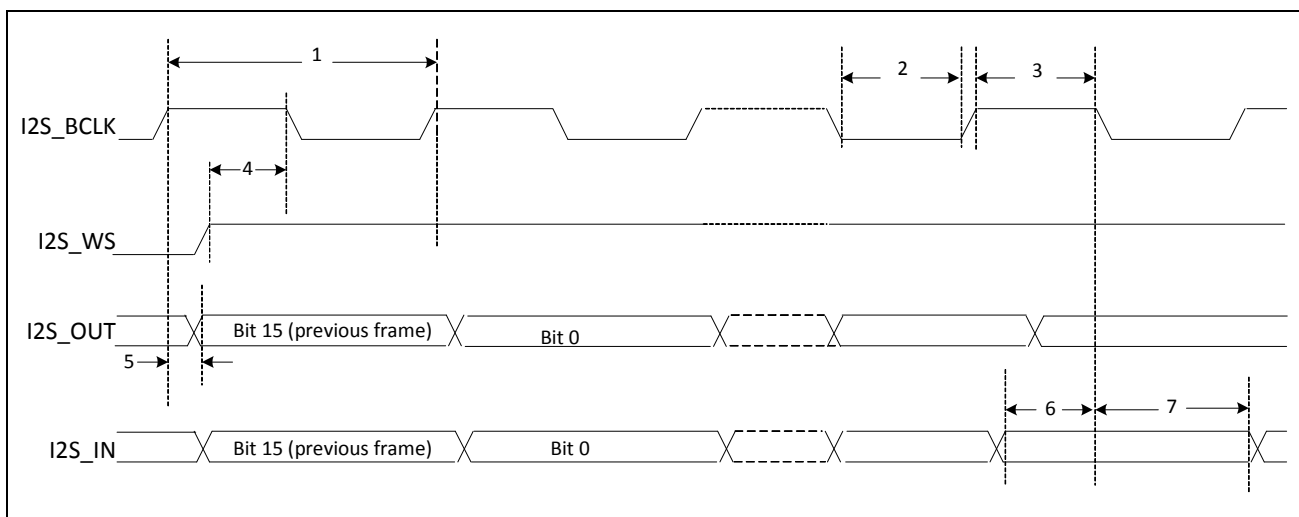 1
2
3
I2S_BCLK
4
I2S_WS
I2S_OUT
Bit 15 (previous frame)
Bit 0
5
6
7
I2S_IN
Bit 15 (previous frame)
Bit 0